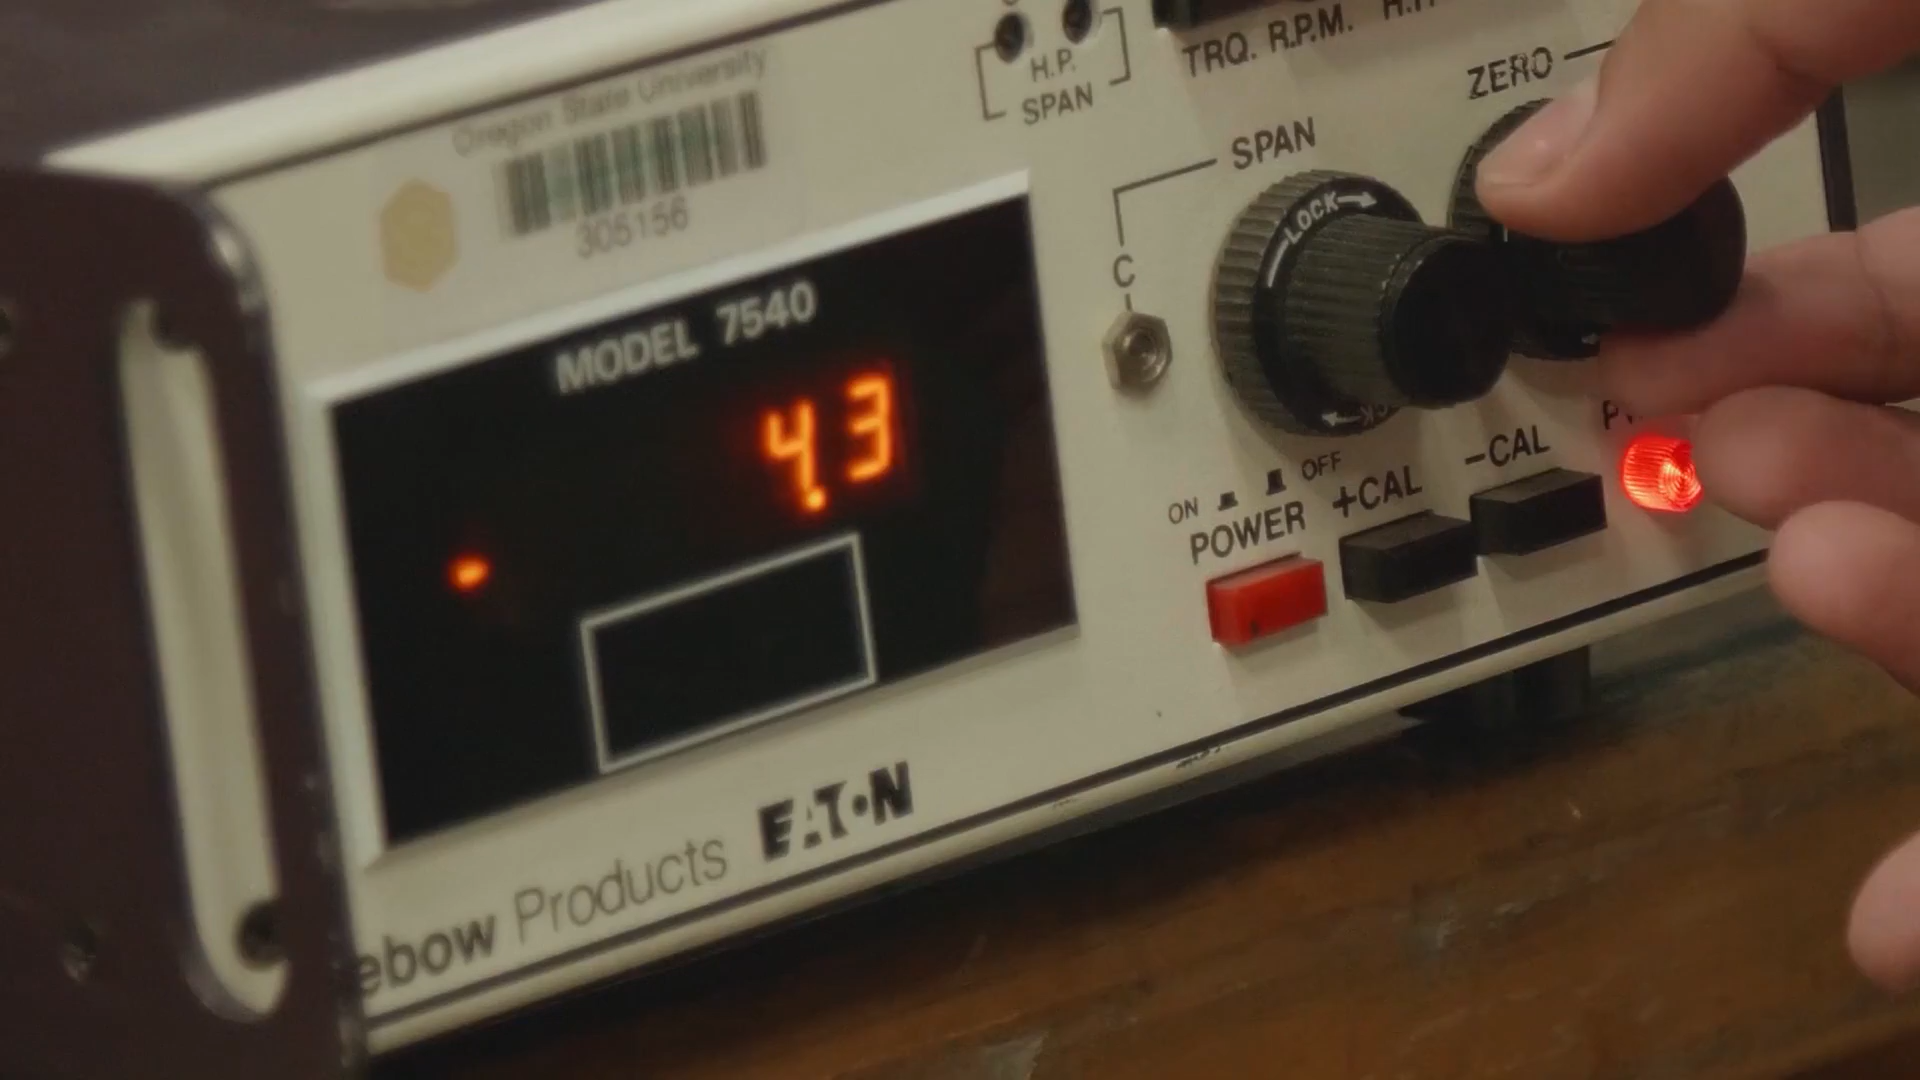 Oregon State University
305156
H.P.
SPAN
TRQ. R.P.M.
ZERO
SPAN
LOCK
C
MODEL 7540
4.3
ON OFF
POWER
+CAL
-CAL
ebow Products EATON